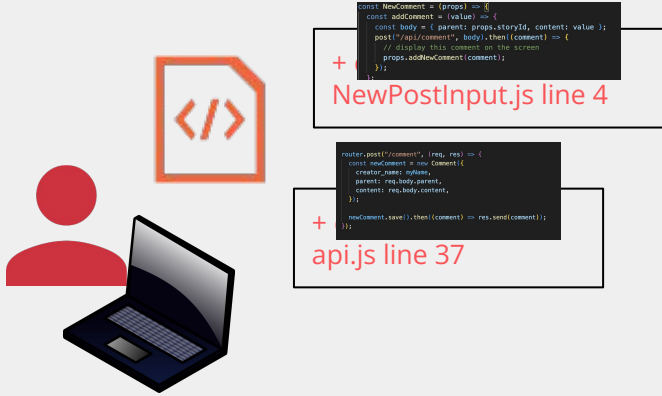 const NewComment = (props) => {
const addComment = (value) => {
const body = { parent: props.storyId, content: value };
post("/api/comment", body).then((comment) => {
// display this comment on the screen
props.addNewComment(comment);
});
};
+
NewPostInput.js line 4
</>
router.post("/comment", (req, res) => {
const newComment = new Comment({
creator_name: myName,
parent: req.body.parent,
content: req.body.content,
});
newComment.save().then((comment) => res.send(comment));
});
+
api.js line 37